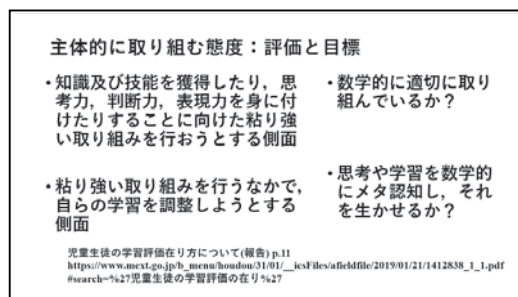 主体的に取り組む態度：評価と目標
・知識及び技能を獲得したり，思
考力，判断力，表現力を身に付
けたりすることに向けた粘り強
い取り組みを行おうとする側面
・粘り強い取り組みを行うなかで，
自らの学習を調整しようとする
側面
・数学的に適切に取り
組んでいるか？
・思考や学習を数学的
にメタ認知し，それ
を生かせるか？
児童生徒の学習評価在り方について(報告) p.11
https://www.mext.go.jp/b_menu/houdou/31/01/__icsFiles/afieldfile/2019/01/21/1412838_1_1.pdf
#search=%27児童生徒の学習評価の在り%27